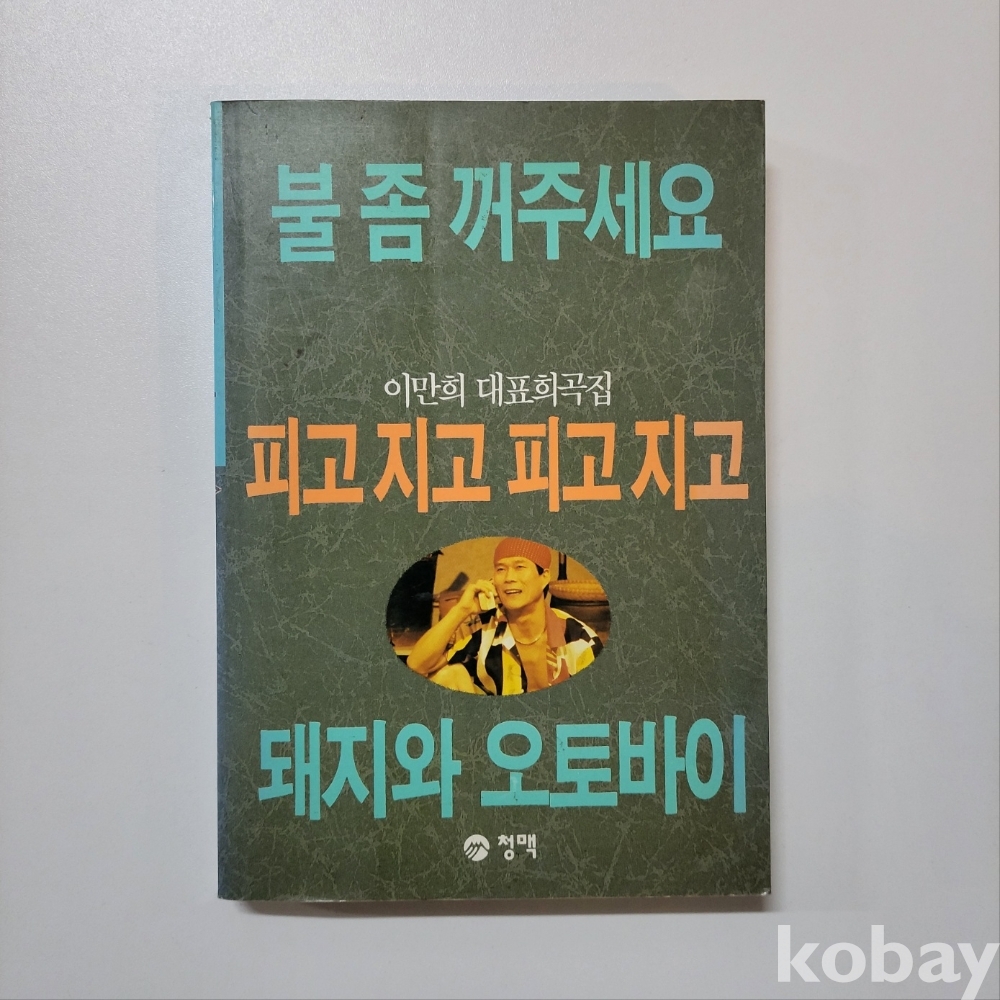 불 좀 꺼주세요
이만희 대표희곡집
피고 지고 피고 지고
돼지와 오토바이
청맥
kobay